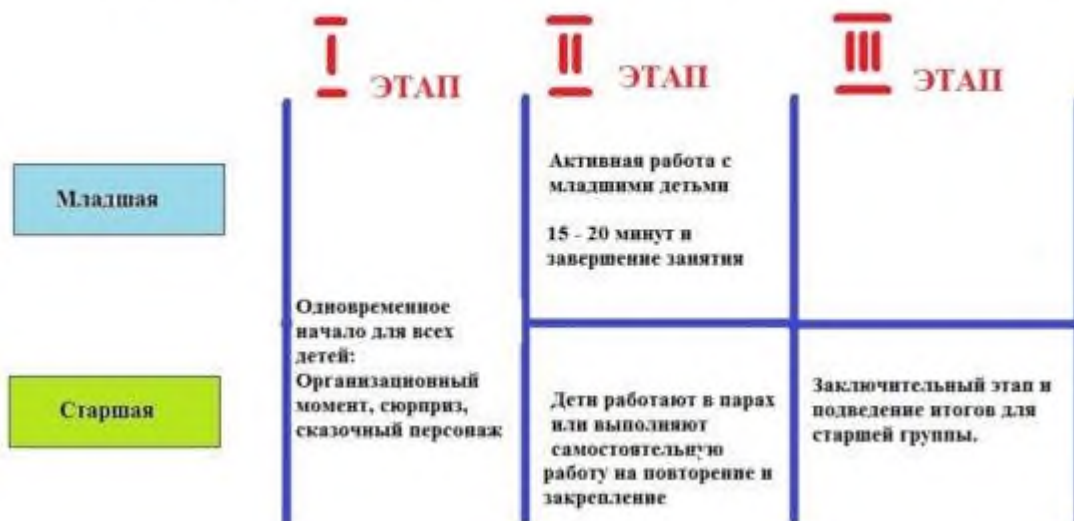 I ЭТАП
II ЭТАП
III ЭТАП
Младшая
Активная работа с
младшими детьми
15 - 20 минут и
завершение занятия
Одновременное
начало для всех
детей:
Организационный
момент, сюрприз,
сказочный персонаж
Старшая
Дети работают в парах
или выполняют
самостоятельную
работу на повторение и
закрепление
Заключительный этап и
подведение итогов для
старшей группы.